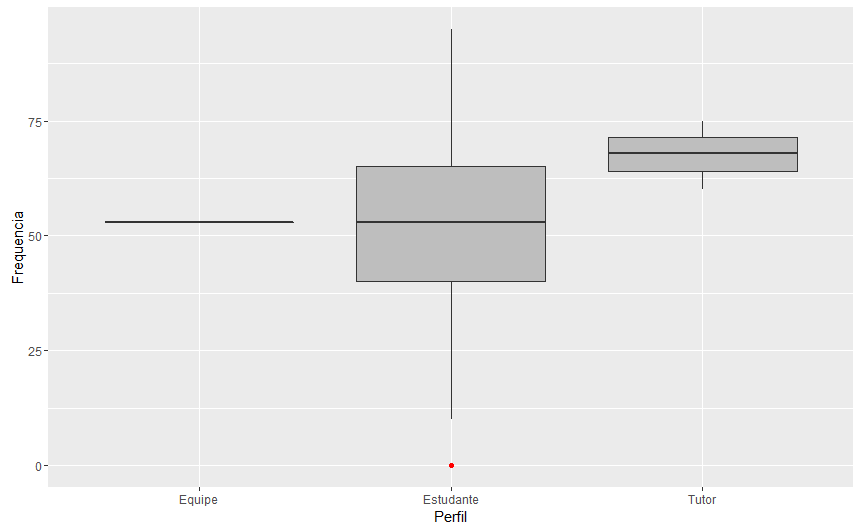 Frequencia
75
50
25
0
Equipe
Estudante
Tutor
Perfil